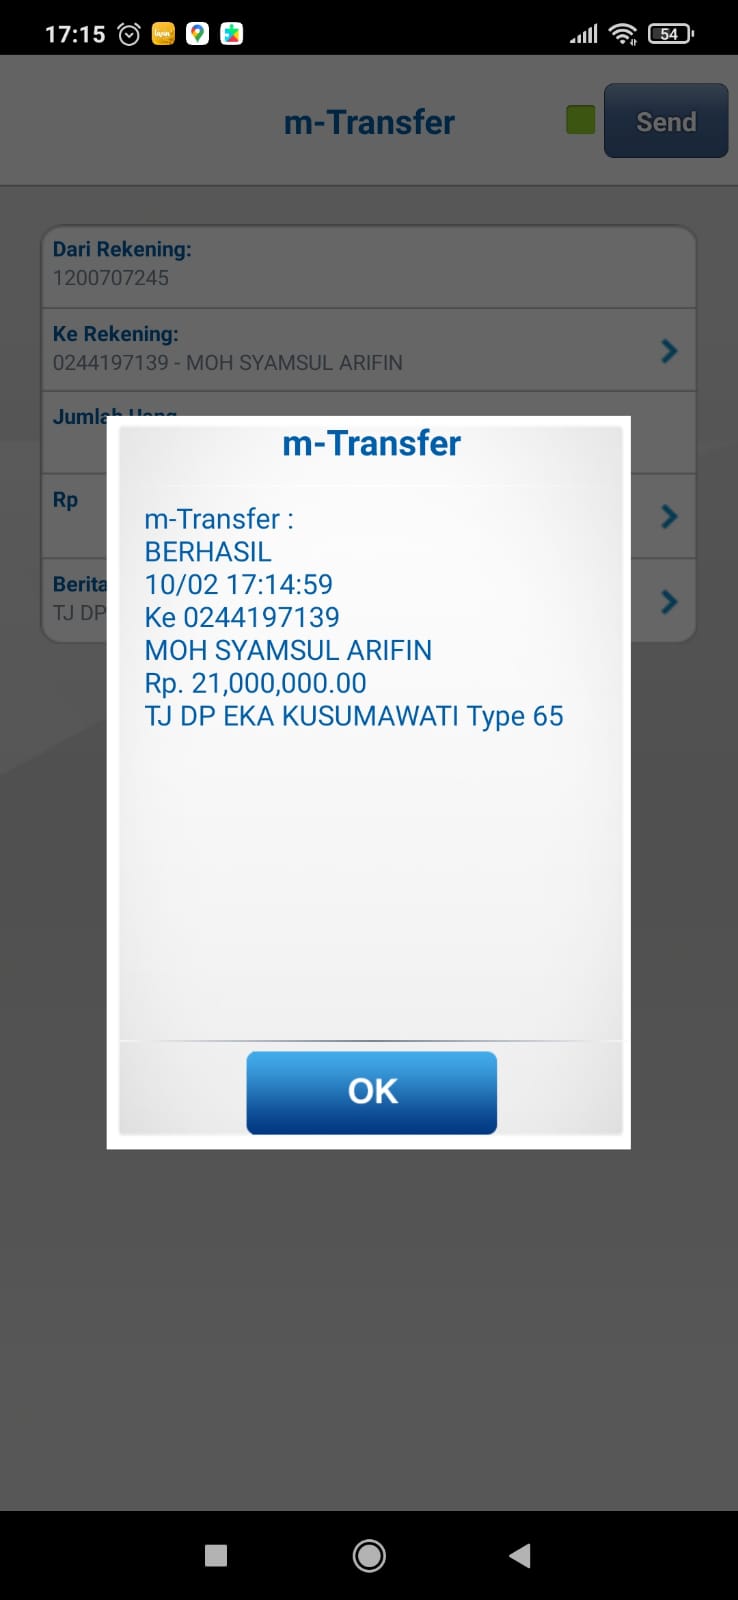 17:15
54
m-Transfer
Send
Dari Rekening:
1200707245
Ke Rekening:
0244197139 - MOH SYAMSUL ARIFIN
Rp
Berita
TJ DP
m-Transfer
m-Transfer :
BERHASIL
10/02 17:14:59
Ke 0244197139
MOH SYAMSUL ARIFIN
Rp. 21,000,000.00
TJ DP EKA KUSUMAWATI Type 65
OK